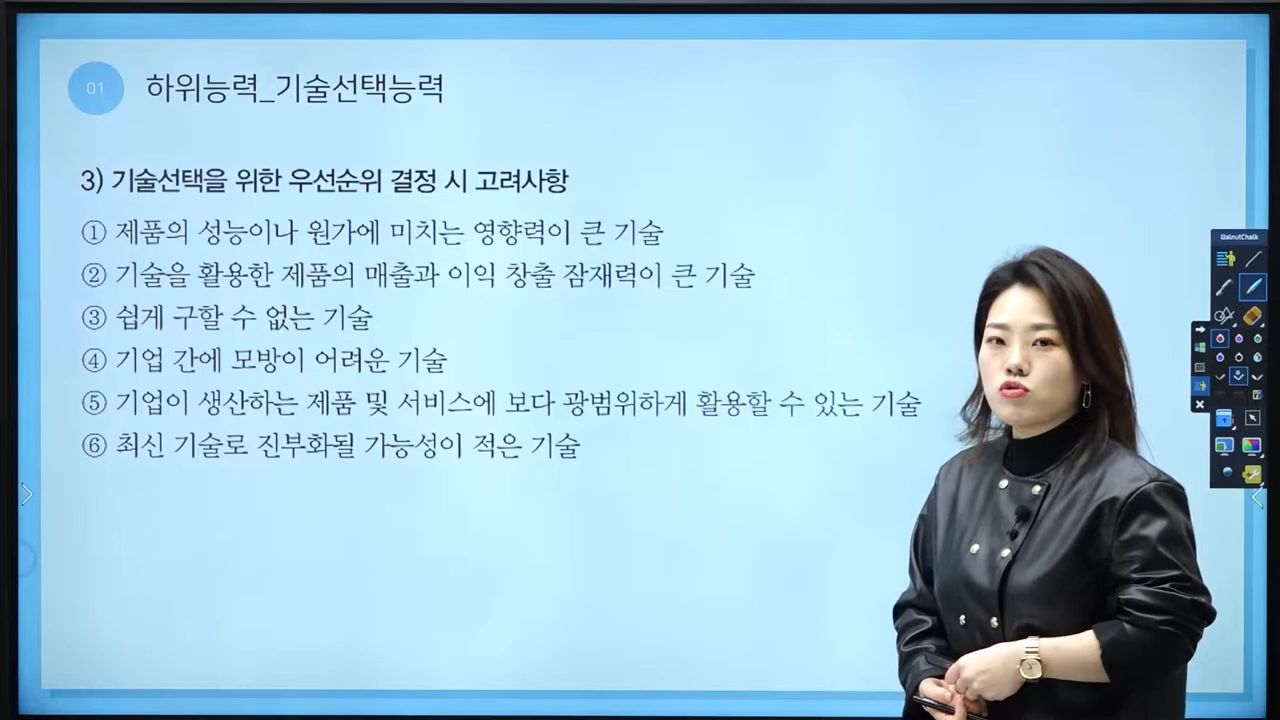 01
하위능력_기술선택능력
3) 기술선택을 위한 우선순위 결정 시 고려사항
① 제품의 성능이나 원가에 미치는 영향력이 큰 기술
② 기술을 활용한 제품의 매출과 이익 창출 잠재력이 큰 기술
③ 쉽게 구할 수 없는 기술
④ 기업 간에 모방이 어려운 기술
⑤ 기업이 생산하는 제품 및 서비스에 보다 광범위하게 활용할 수 있는 기술
⑥ 최신 기술로 진부화될 가능성이 적은 기술
WalnutChalk